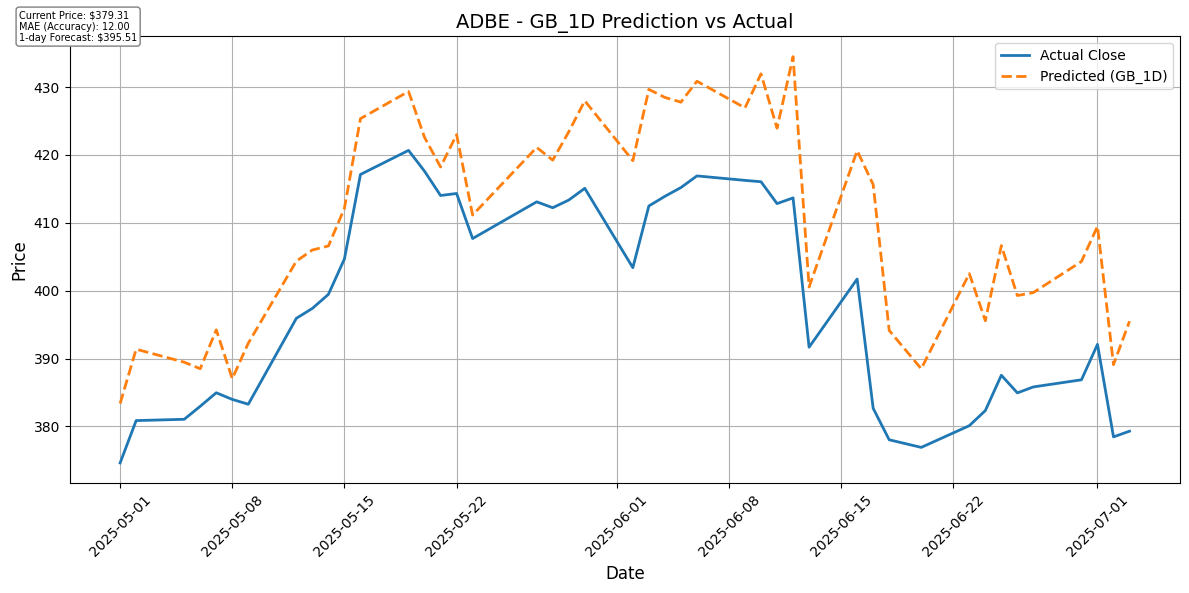 ADBE - GB_1D Prediction vs Actual
Current Price: $379.31
MAE (Accuracy): 12.00
1-day Forecast: $395.51
Actual Close
Predicted (GB_1D)
Price
430
420
410
400
390
380
2025-05-01
2025-05-08
2025-05-15
2025-05-22
2025-06-01
2025-06-08
2025-06-15
2025-06-22
2025-07-01
Date